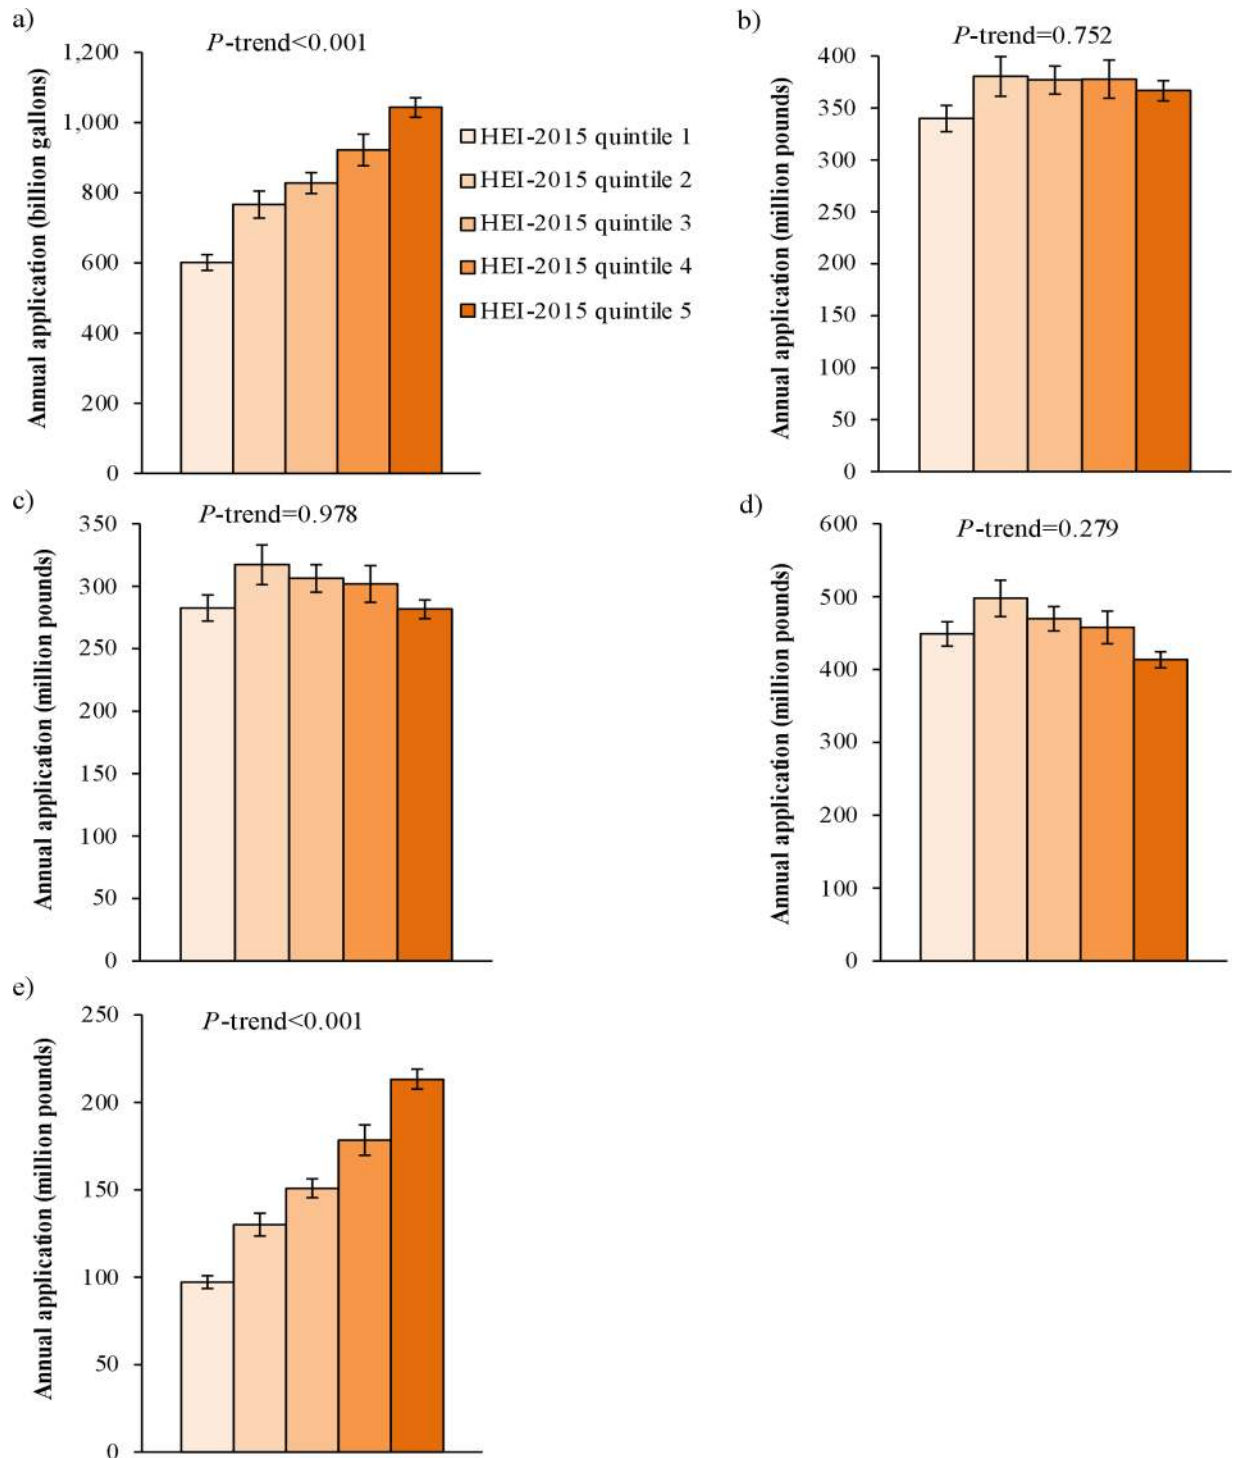 a)
P-trend<0.001
Annual application (billion gallons)
1,200
1,000
800
600
400
200
0
HEI-2015 quintile 1
HEI-2015 quintile 2
HEI-2015 quintile 3
HEI-2015 quintile 4
HEI-2015 quintile 5
b)
P-trend=0.752
Annual application (million pounds)
400
350
300
250
200
150
100
50
0
c)
P-trend=0.978
Annual application (million pounds)
350
300
250
200
150
100
50
0
d)
P-trend=0.279
Annual application (million pounds)
600
500
400
300
200
100
0
e)
P-trend<0.001
Annual application (million pounds)
250
200
150
100
50
0